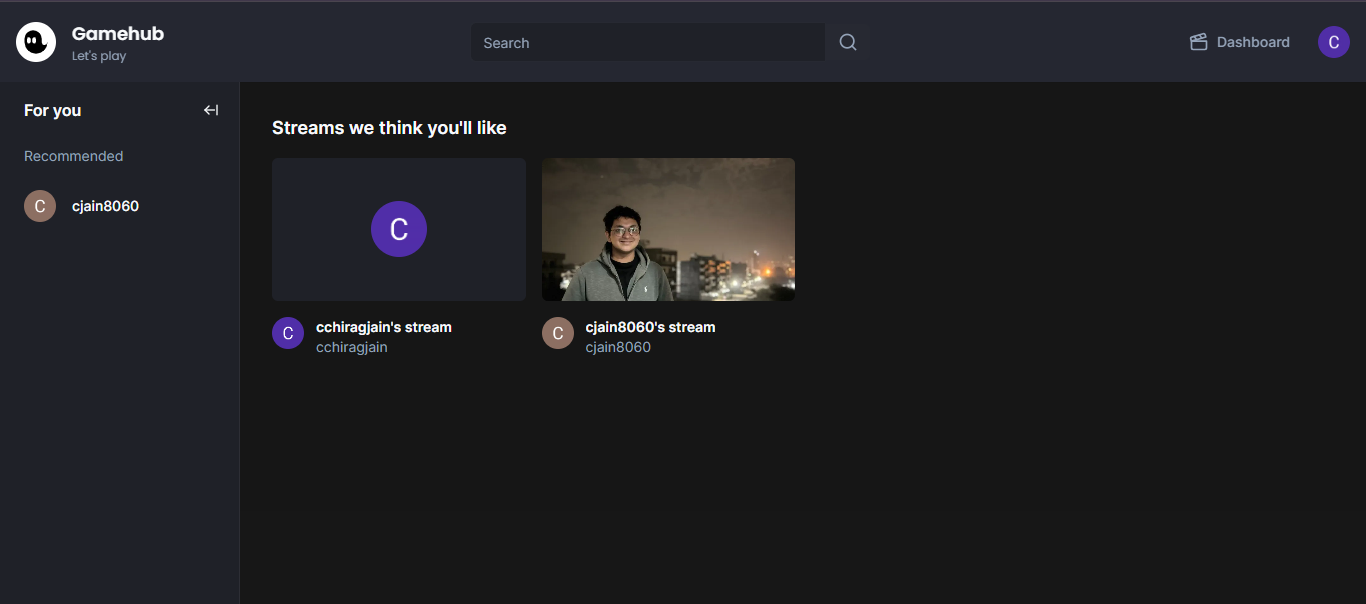 Gamehub
Let's play
Search
Dashboard
C
For you
Recommended
C
cjain8060
Streams we think you'll like
C
C
cchiragjain's stream
cchiragjain
C
cjain8060's stream
cjain8060